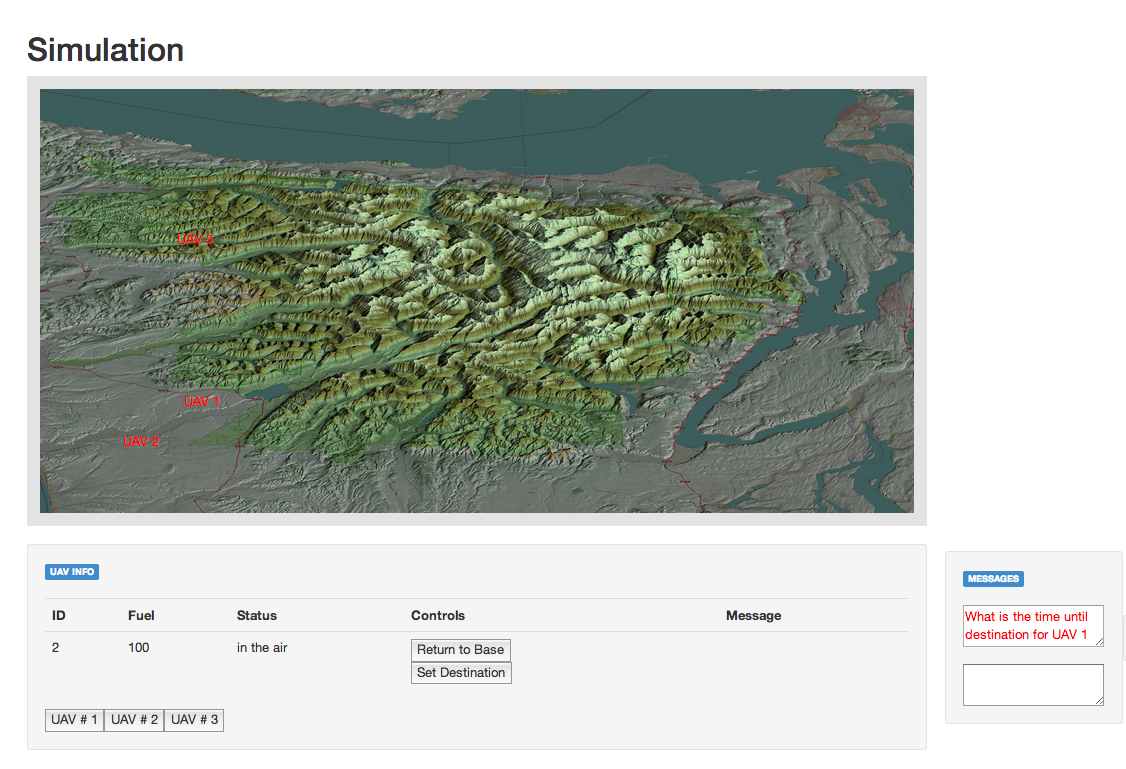 Simulation
UAV 3
UAV 1
UAV 2
UAV INFO
ID Fuel Status Controls Message
2 100 in the air Return to Base
Set Destination
UAV # 1 UAV # 2 UAV # 3
MESSAGES
What is the time until
destination for UAV 1